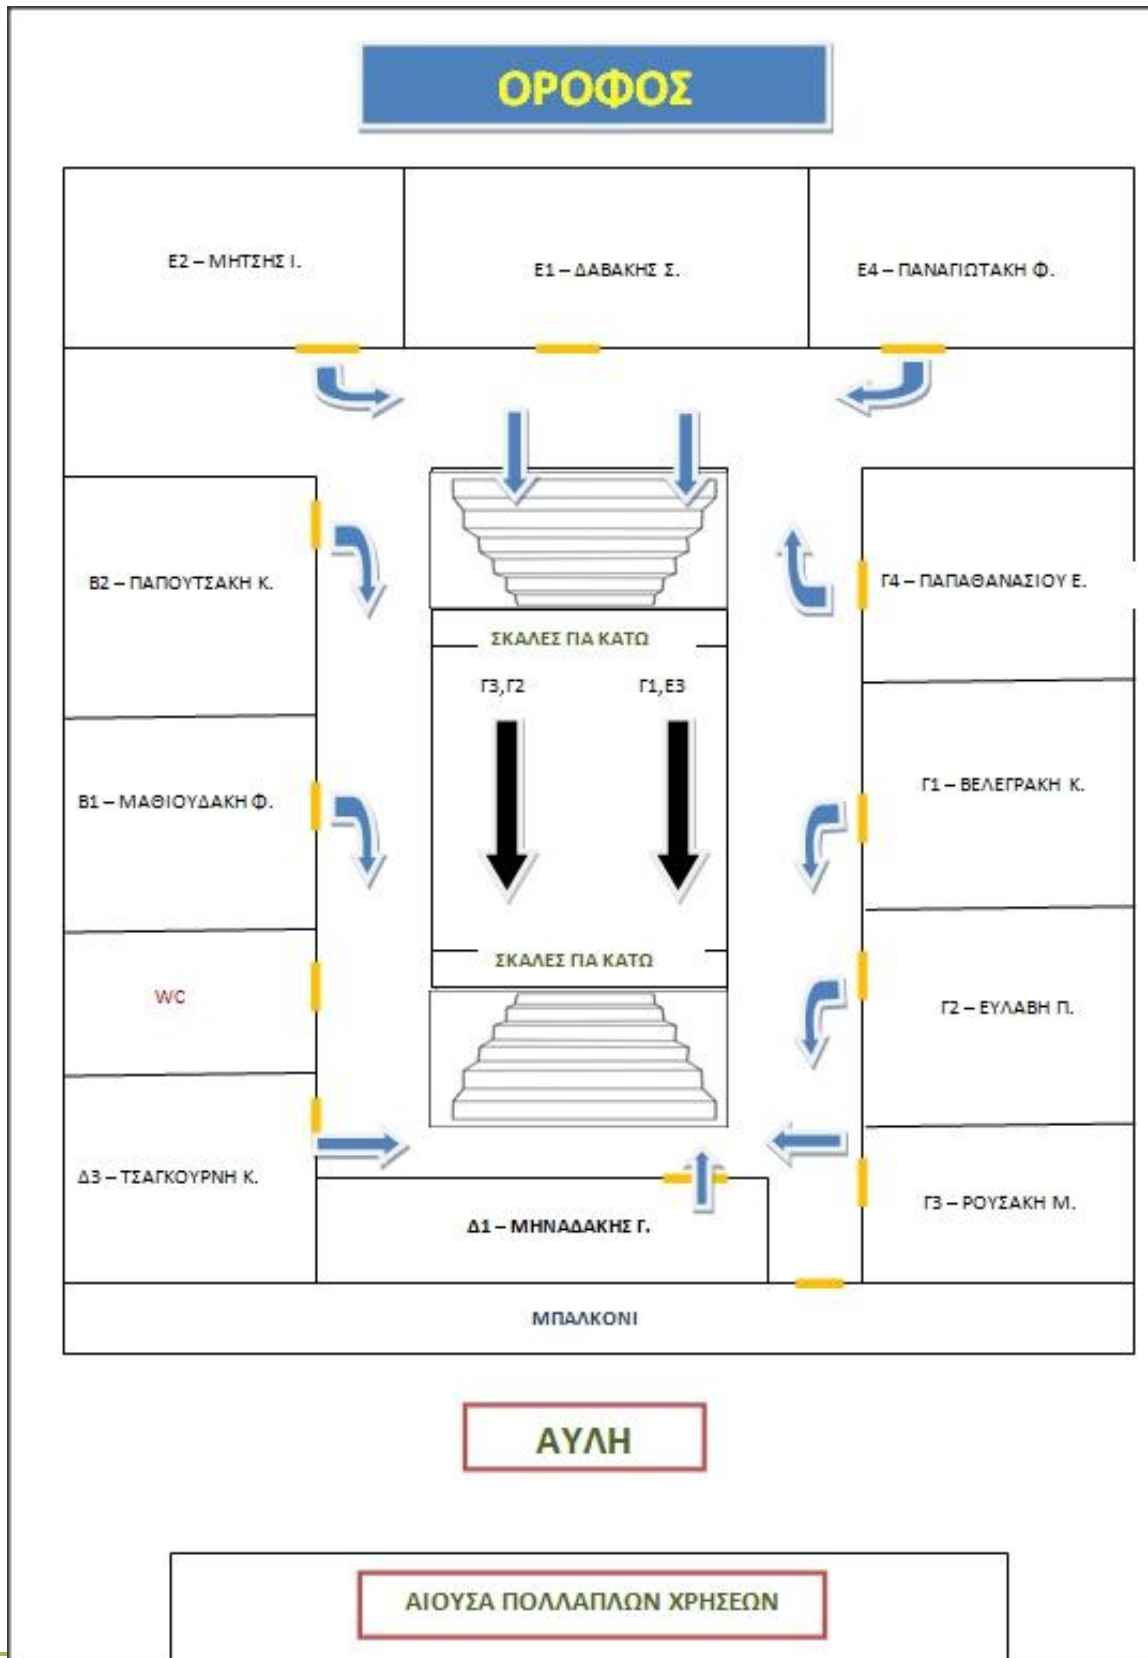 ΟΡΟΦΟΣ
Ε2 – ΜΗΤΣΗΣ Ι.
Ε1 – ΔΑΒΑΚΗΣ Σ.
Ε4 – ΠΑΝΑΓΙΩΤΑΚΗ Φ.
Β2 – ΠΑΠΟΥΤΣΑΚΗ Κ.
Γ4 – ΠΑΠΑΘΑΝΑΣΙΟΥ Ε.
ΣΚΑΛΕΣ ΓΙΑ ΚΑΤΩ
Γ3,Γ2
Γ1,Ε3
Β1 – ΜΑΘΙΟΥΔΑΚΗ Φ.
Γ1 – ΒΕΛΕΓΡΑΚΗ Κ.
ΣΚΑΛΕΣ ΓΙΑ ΚΑΤΩ
WC
Γ2 – ΕΥΛΑΒΗ Π.
Δ3 – ΤΣΑΓΚΟΥΡΝΗ Κ.
Γ3 – ΡΟΥΣΑΚΗ Μ.
Δ1 – ΜΗΝΑΔΑΚΗΣ Γ.
ΜΠΑΛΚΟΝΙ
ΑΥΛΗ
ΑΙΟΥΣΑ ΠΟΛΛΑΠΛΩΝ ΧΡΗΣΕΩΝ